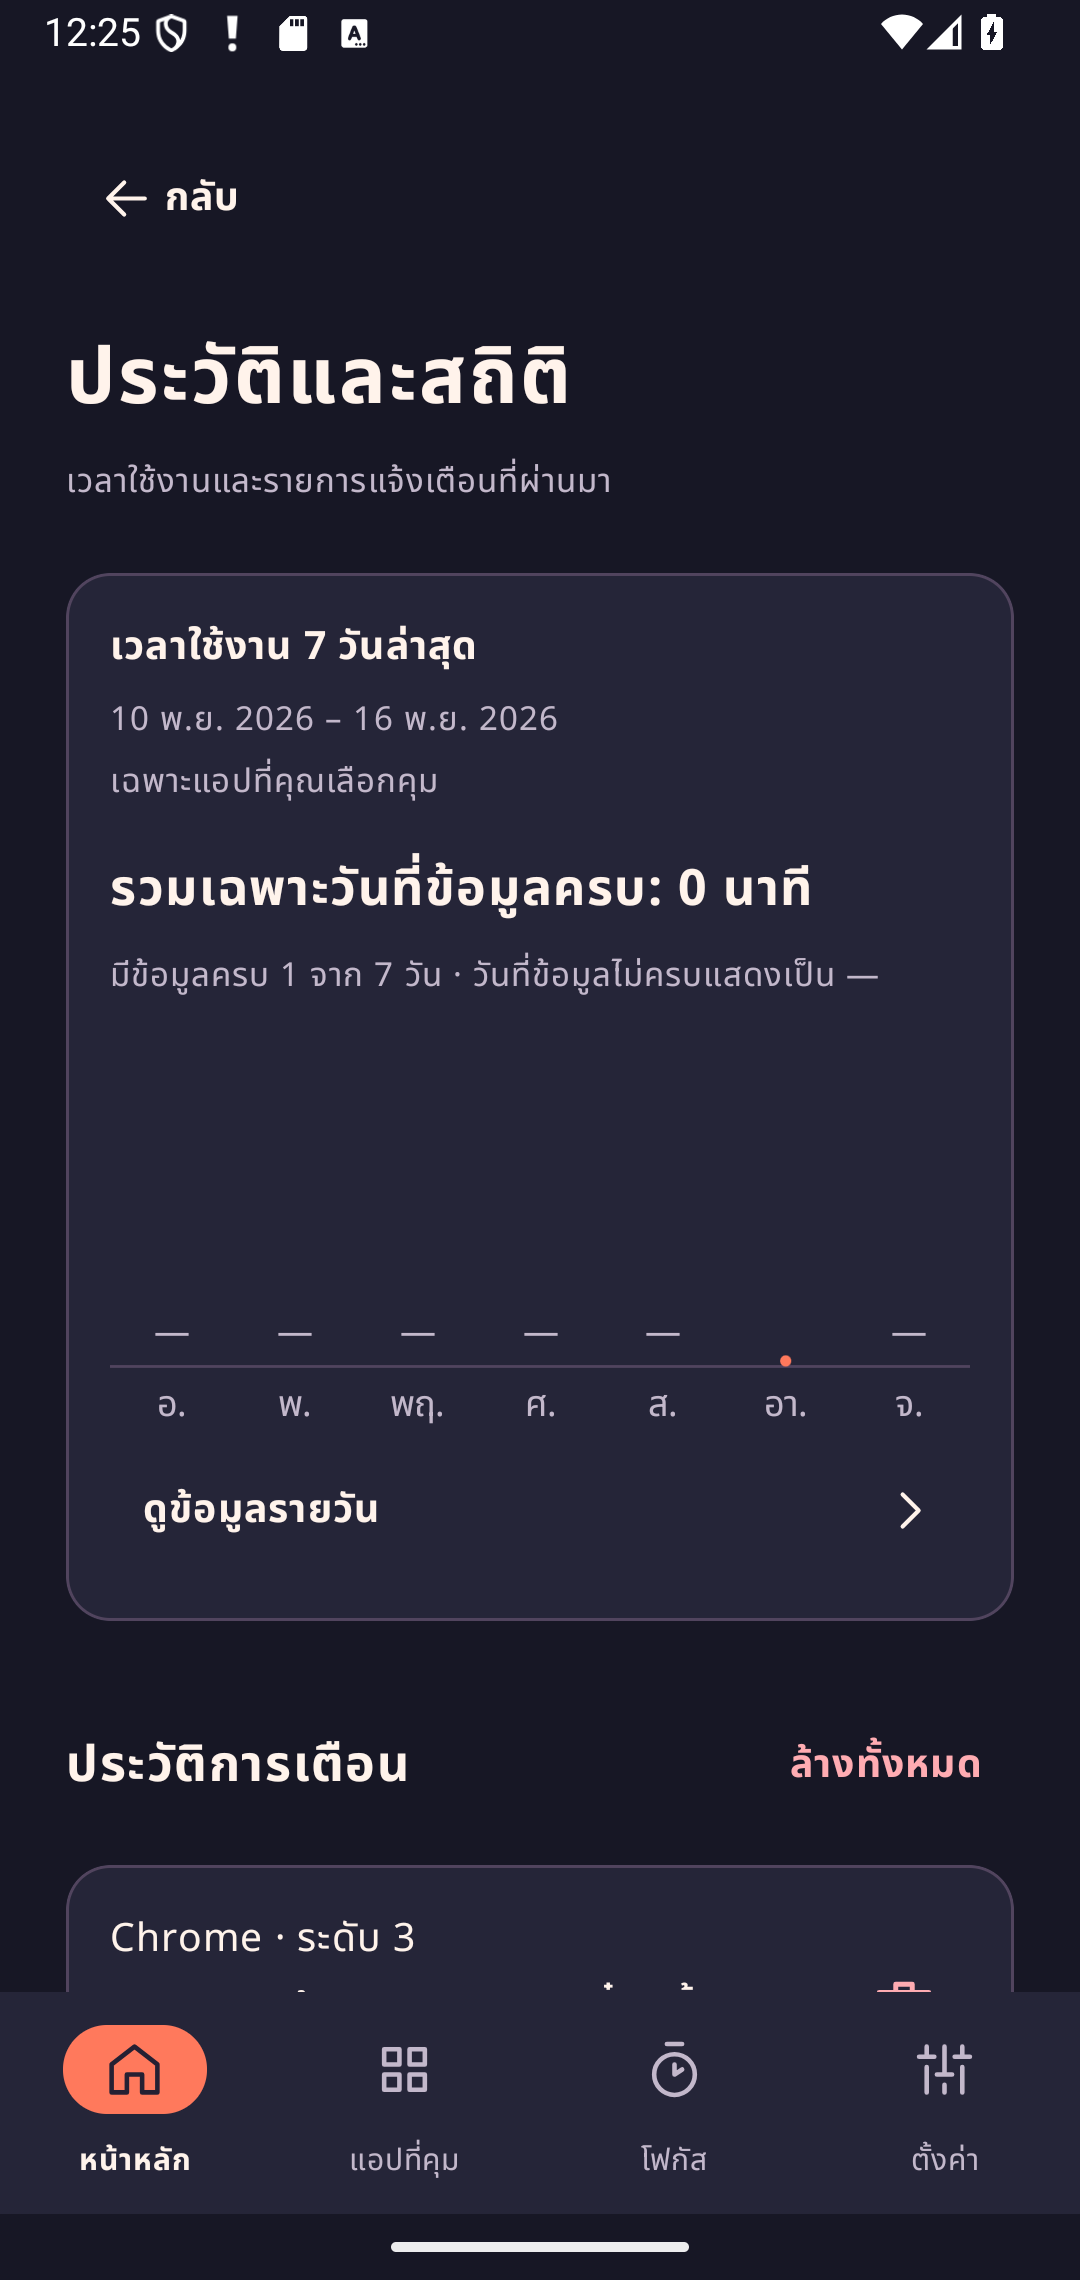 12:25
กลับ
ประวัติและสถิติ
เวลาใช้งานและรายการแจ้งเตือนที่ผ่านมา
เวลาใช้งาน 7 วันล่าสุด
10 พ.ย. 2026 – 16 พ.ย. 2026
เฉพาะแอปที่คุณเลือกคุม
รวมเฉพาะวันที่ข้อมูลครบ: 0 นาที
มีข้อมูลครบ 1 จาก 7 วัน · วันที่ข้อมูลไม่ครบแสดงเป็น —
— — — — — —
อ. พ. พฤ. ศ. ส. อา. จ.
ดูข้อมูลรายวัน
ประวัติการเตือน ล้างทั้งหมด
Chrome · ระดับ 3
หน้าหลัก แอปที่คุม โฟกัส ตั้งค่า